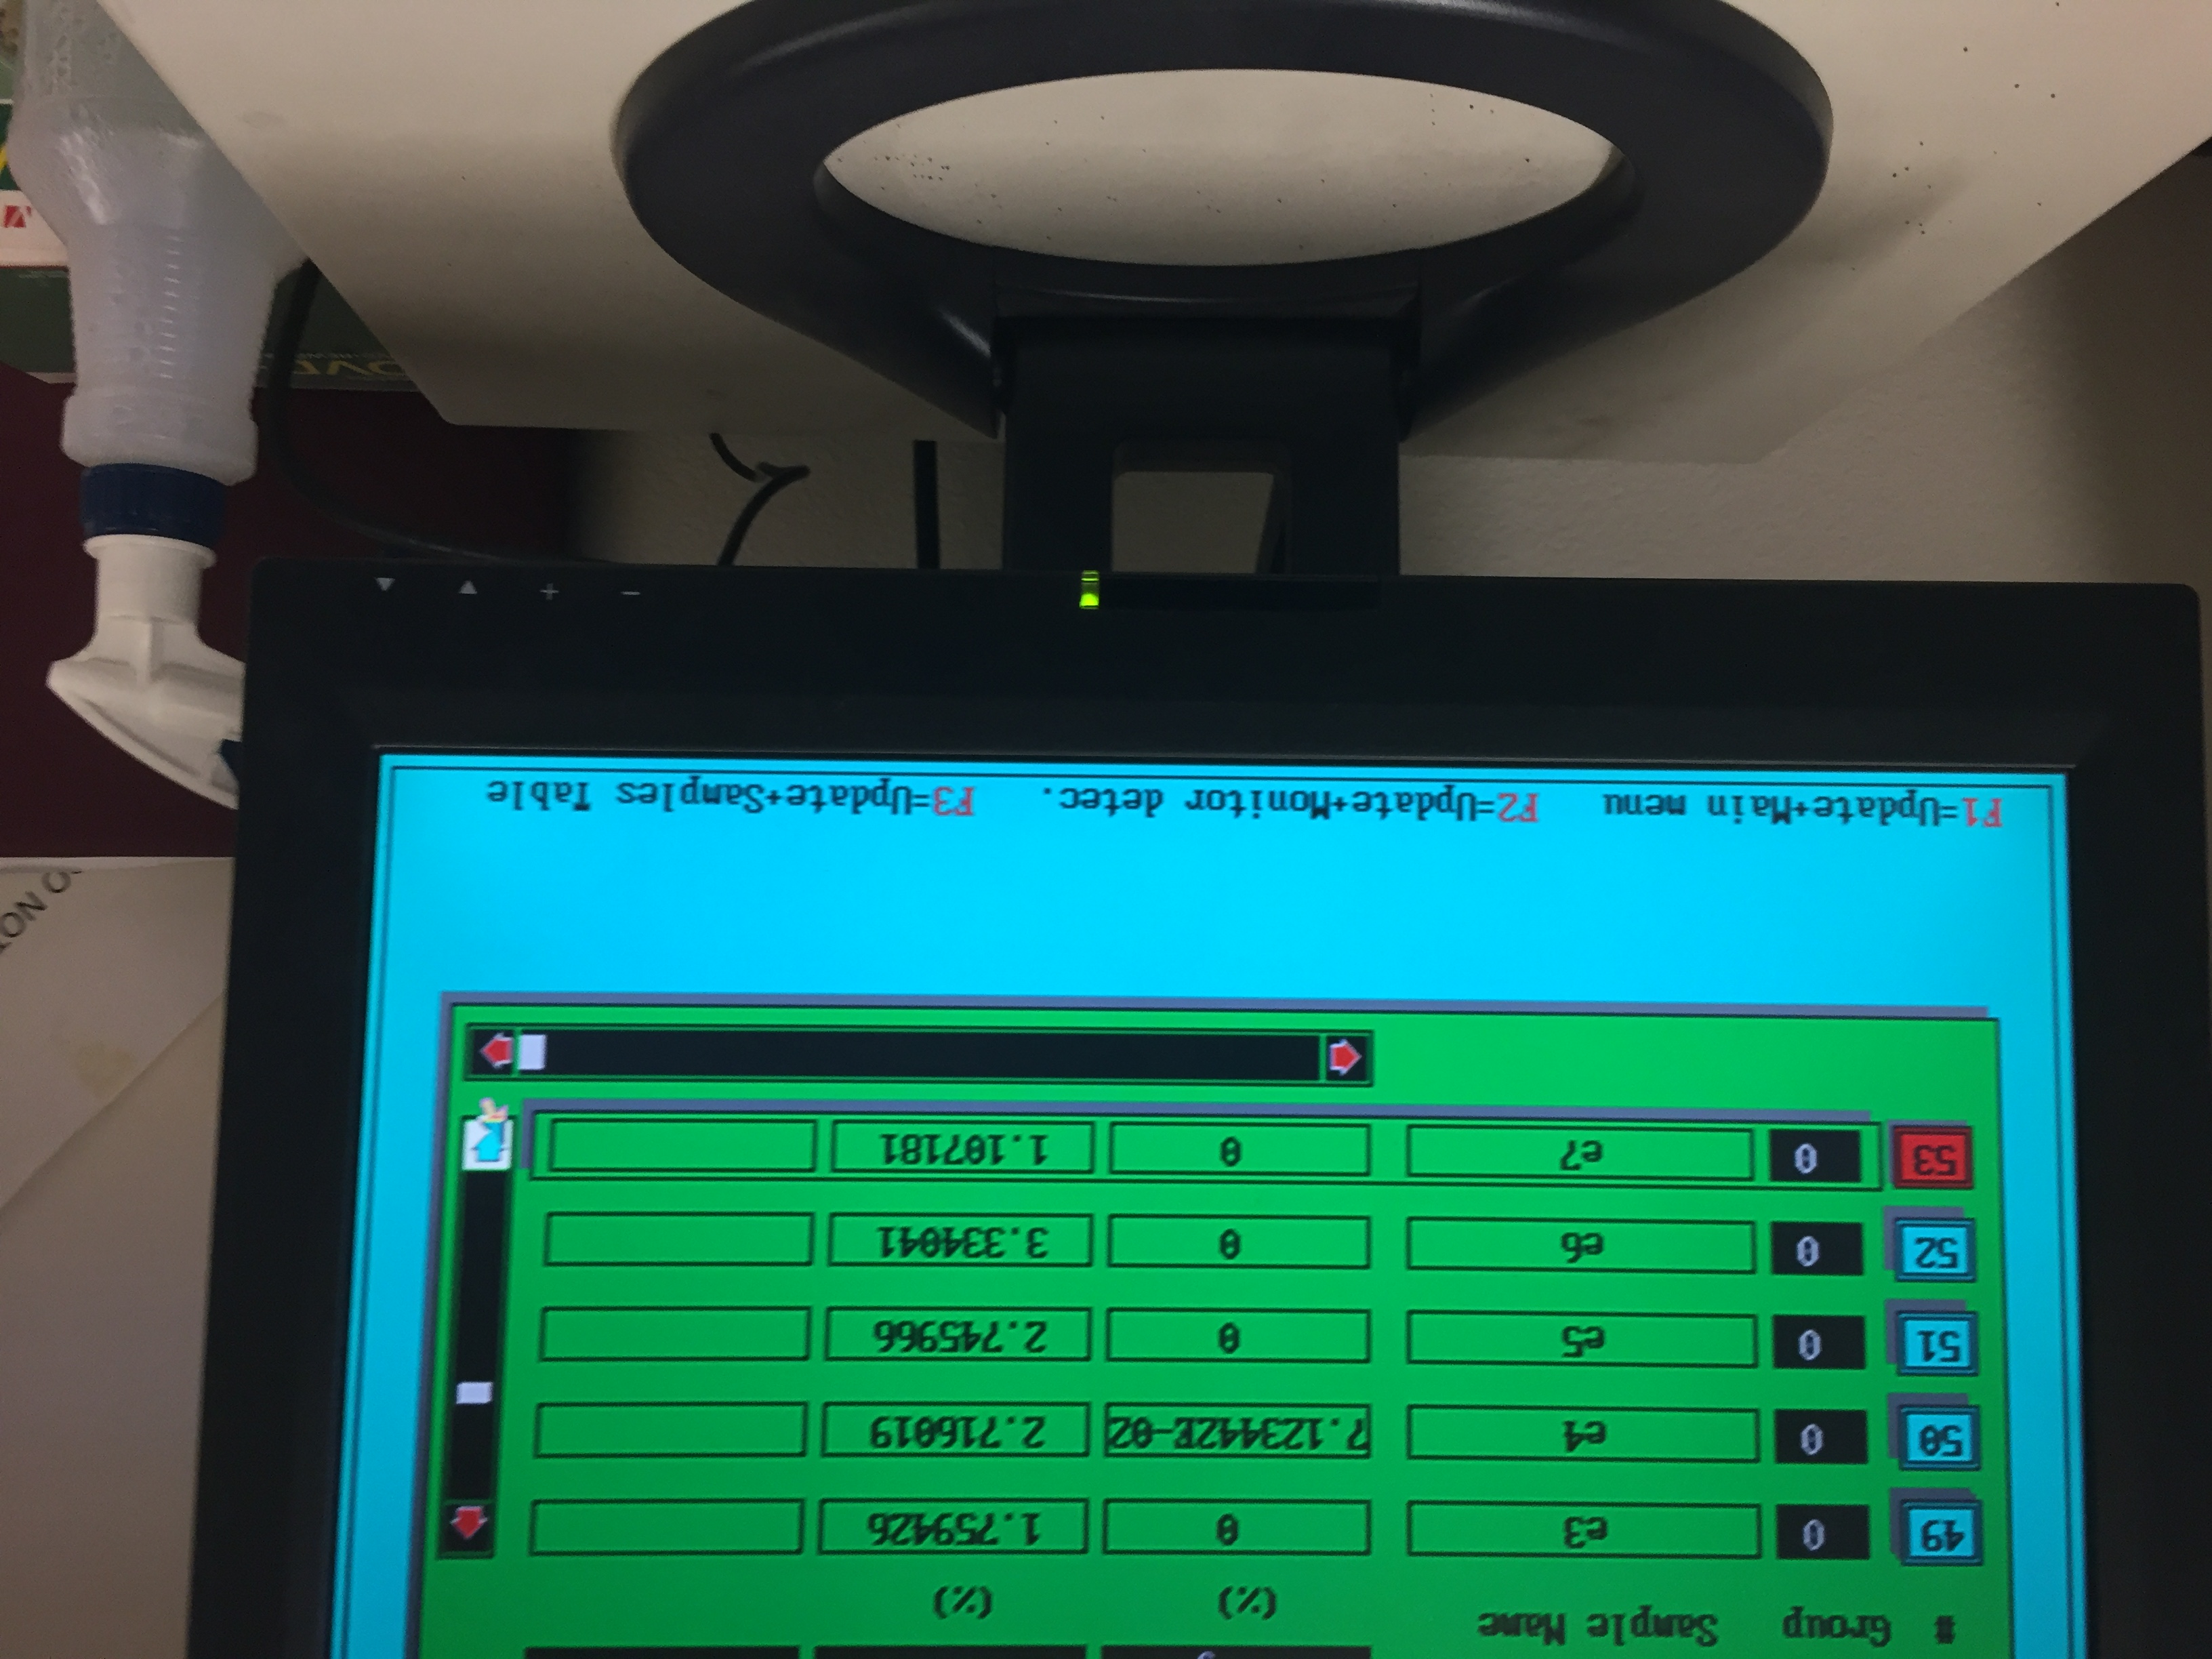 # Group Sample Name (%) (%)
49 0 e3 0 1.759426
50 0 e4 7.123442E-02 2.716019
51 0 e5 0 2.745966
52 0 e6 0 3.334041
53 0 e7 0 1.107181
F1=Update+Main menu F2=Update+Monitor detec. F3=Update+Samples Table
- + ▼ ▲
O NOT
DVD